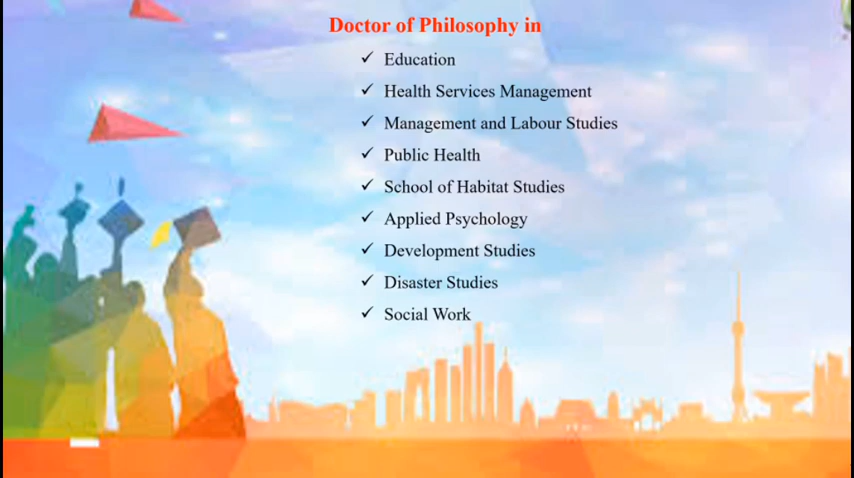 Doctor of Philosophy in
✓ Education
✓ Health Services Management
✓ Management and Labour Studies
✓ Public Health
✓ School of Habitat Studies
✓ Applied Psychology
✓ Development Studies
✓ Disaster Studies
✓ Social Work